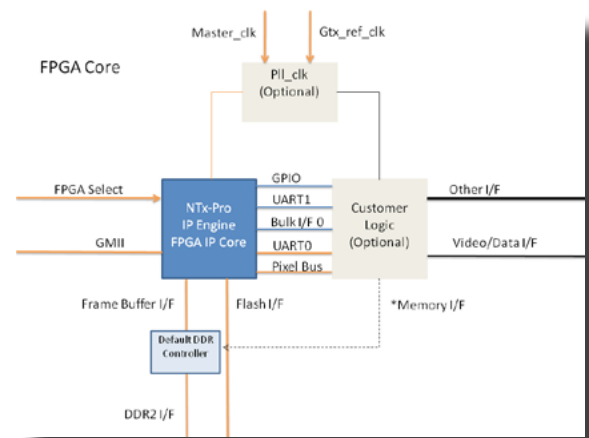 Master_clk
Gtx_ref_clk
FPGA Core
Pll_clk
(Optional)
FPGA Select
GMII
NTx-Pro
IP Engine
FPGA IP Core
GPIO
UART1
Bulk I/F 0
UART0
Pixel Bus
Customer
Logic
(Optional)
Other I/F
Video/Data I/F
Frame Buffer I/F
Flash I/F
*Memory I/F
Default DDR
Controller
DDR2 I/F